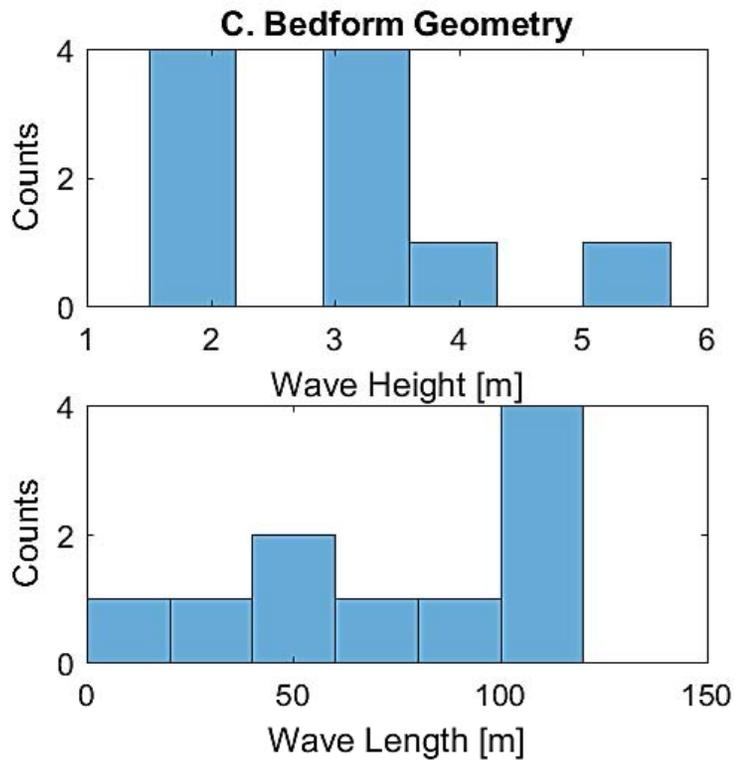 C. Bedform Geometry
4
2
0
Counts
1 2 3 4 5 6
Wave Height [m]
4
2
0
Counts
0 50 100 150
Wave Length [m]